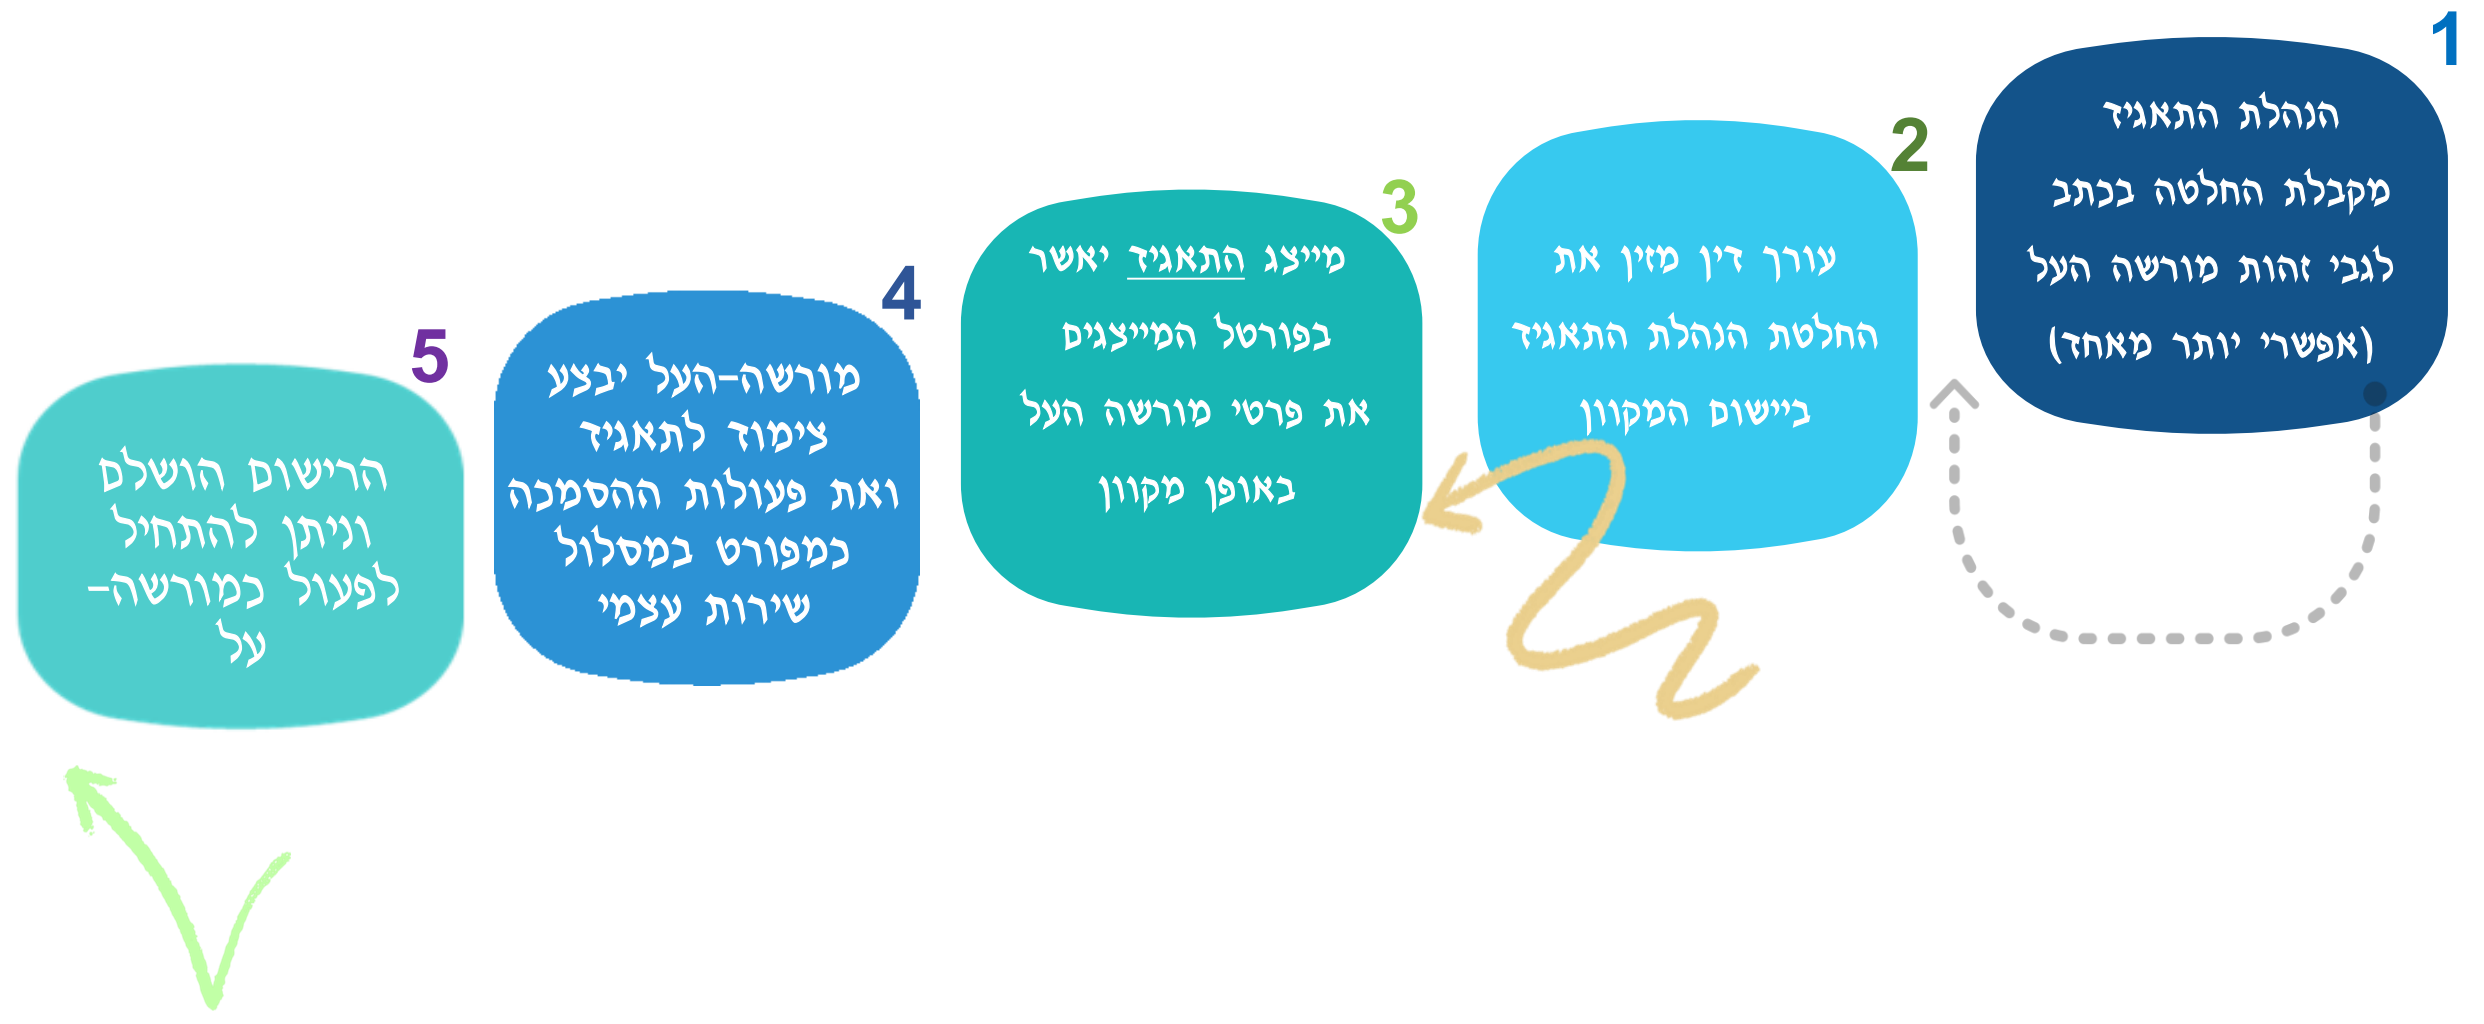 1
הנהלת התאגיד
מקבלת החלטה בכתב
לגבי זהות מורשה העל
(אפשרי יותר מאחד)
2
עורך דין מזין את
החלטת הנהלת התאגיד
ביישום המקוון
3
מייצג התאגיד יאשר
בפורטל המייצגים
את פרטי מורשה העל
באופן מקוון
4
מורשה-העל יבצע
צימוד לתאגיד
ואת פעולות ההסמכה
כמפורט במסלול
שירות עצמי
5
הרישום הושלם
וניתן להתחיל
לפעול כמורשה-
על